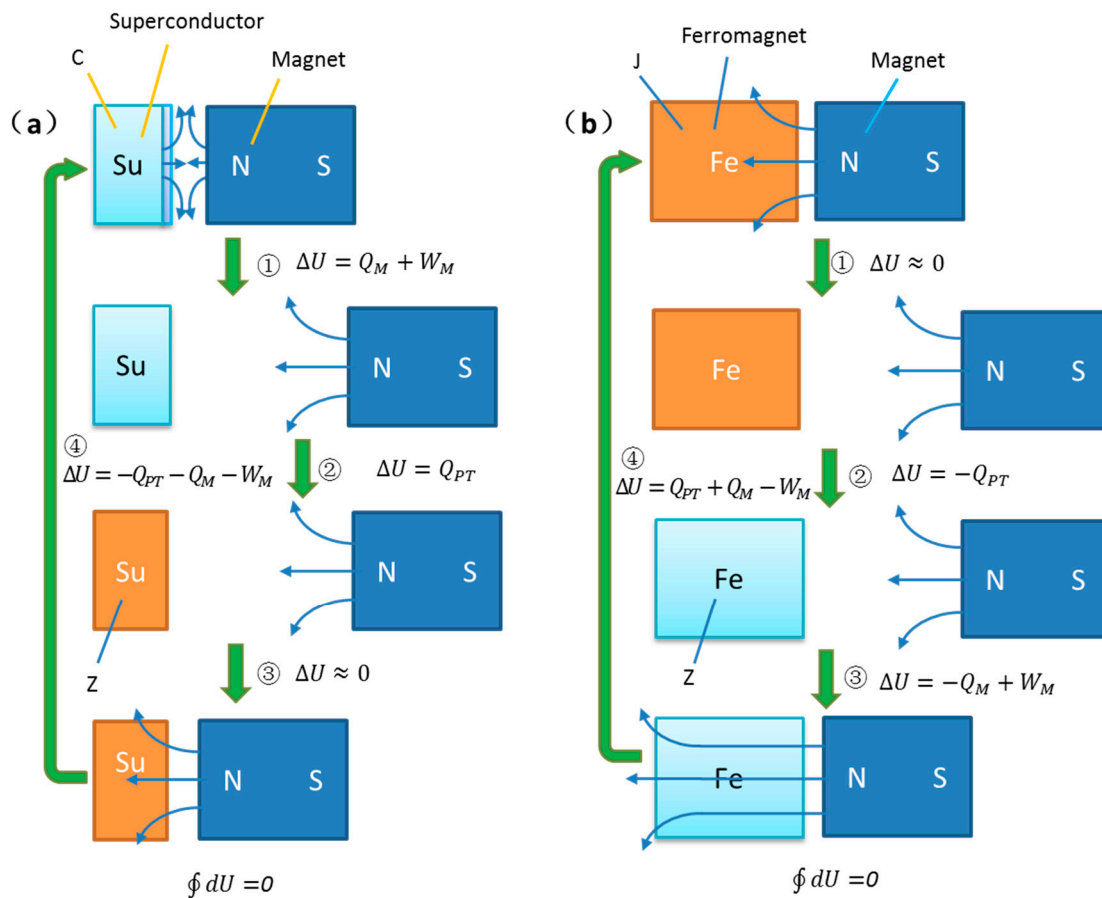 Superconductor
C
Magnet
(a)
Su
N S
① ΔU = Q_M + W_M
Su
N S
④
ΔU = −Q_PT − Q_M − W_M
② ΔU = Q_PT
Su
N S
Z
③ ΔU ≈ 0
Su
N S
∮ dU = 0
Ferromagnet
J
Magnet
(b)
Fe
N S
① ΔU ≈ 0
Fe
N S
④
ΔU = Q_PT + Q_M − W_M
② ΔU = −Q_PT
Fe
N S
Z
③ ΔU = −Q_M + W_M
Fe
N S
∮ dU = 0